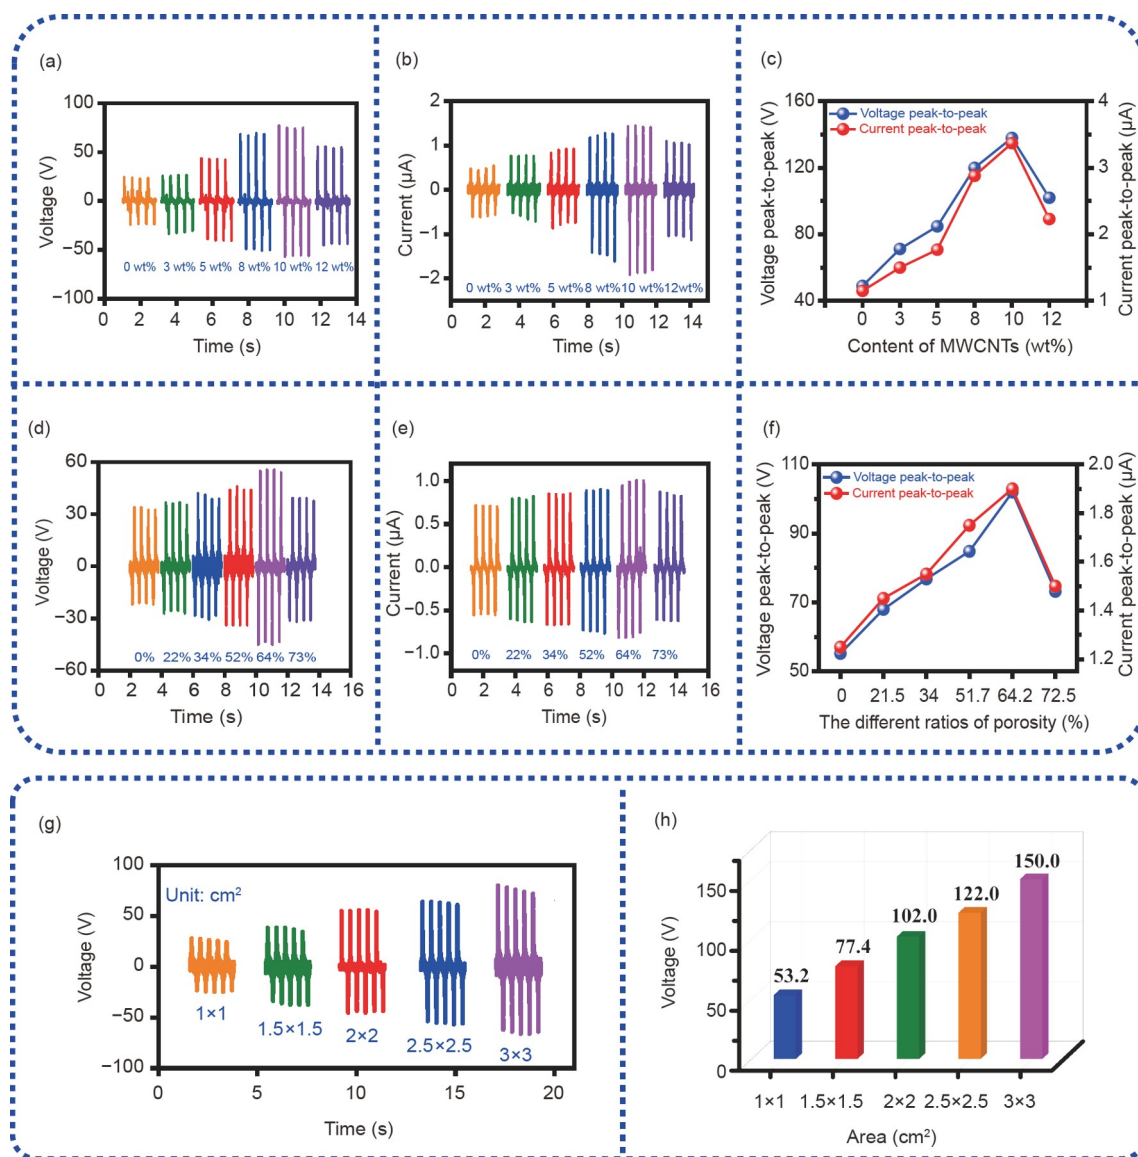 (a)
Voltage (V)
100
50
0
−50
−100
0 wt% 3 wt% 5 wt% 8 wt% 10 wt% 12 wt%
0 2 4 6 8 10 12 14
Time (s)
(b)
Current (μA)
2
1
0
−1
−2
0 wt% 3 wt% 5 wt% 8 wt% 10 wt% 12wt%
0 2 4 6 8 10 12 14
Time (s)
(c)
Voltage peak-to-peak (V)
160
120
80
40
Voltage peak-to-peak
Current peak-to-peak
4
3
2
1
Current peak-to-peak (μA)
0 3 5 8 10 12
Content of MWCNTs (wt%)
(d)
Voltage (V)
60
30
0
−30
−60
0% 22% 34% 52% 64% 73%
0 2 4 6 8 10 12 14 16
Time (s)
(e)
Current (μA)
1.0
0.5
0.0
−0.5
−1.0
0% 22% 34% 52% 64% 73%
0 2 4 6 8 10 12 14 16
Time (s)
(f)
Voltage peak-to-peak (V)
110
90
70
50
Voltage peak-to-peak
Current peak-to-peak
2.0
1.8
1.6
1.4
1.2
Current peak-to-peak (μA)
0 21.5 34 51.7 64.2 72.5
The different ratios of porosity (%)
(g)
Voltage (V)
100
50
0
−50
−100
Unit: cm²
1×1
1.5×1.5
2×2
2.5×2.5
3×3
0 5 10 15 20
Time (s)
(h)
Voltage (V)
150
100
50
0
53.2
77.4
102.0
122.0
150.0
1×1 1.5×1.5 2×2 2.5×2.5 3×3
Area (cm²)